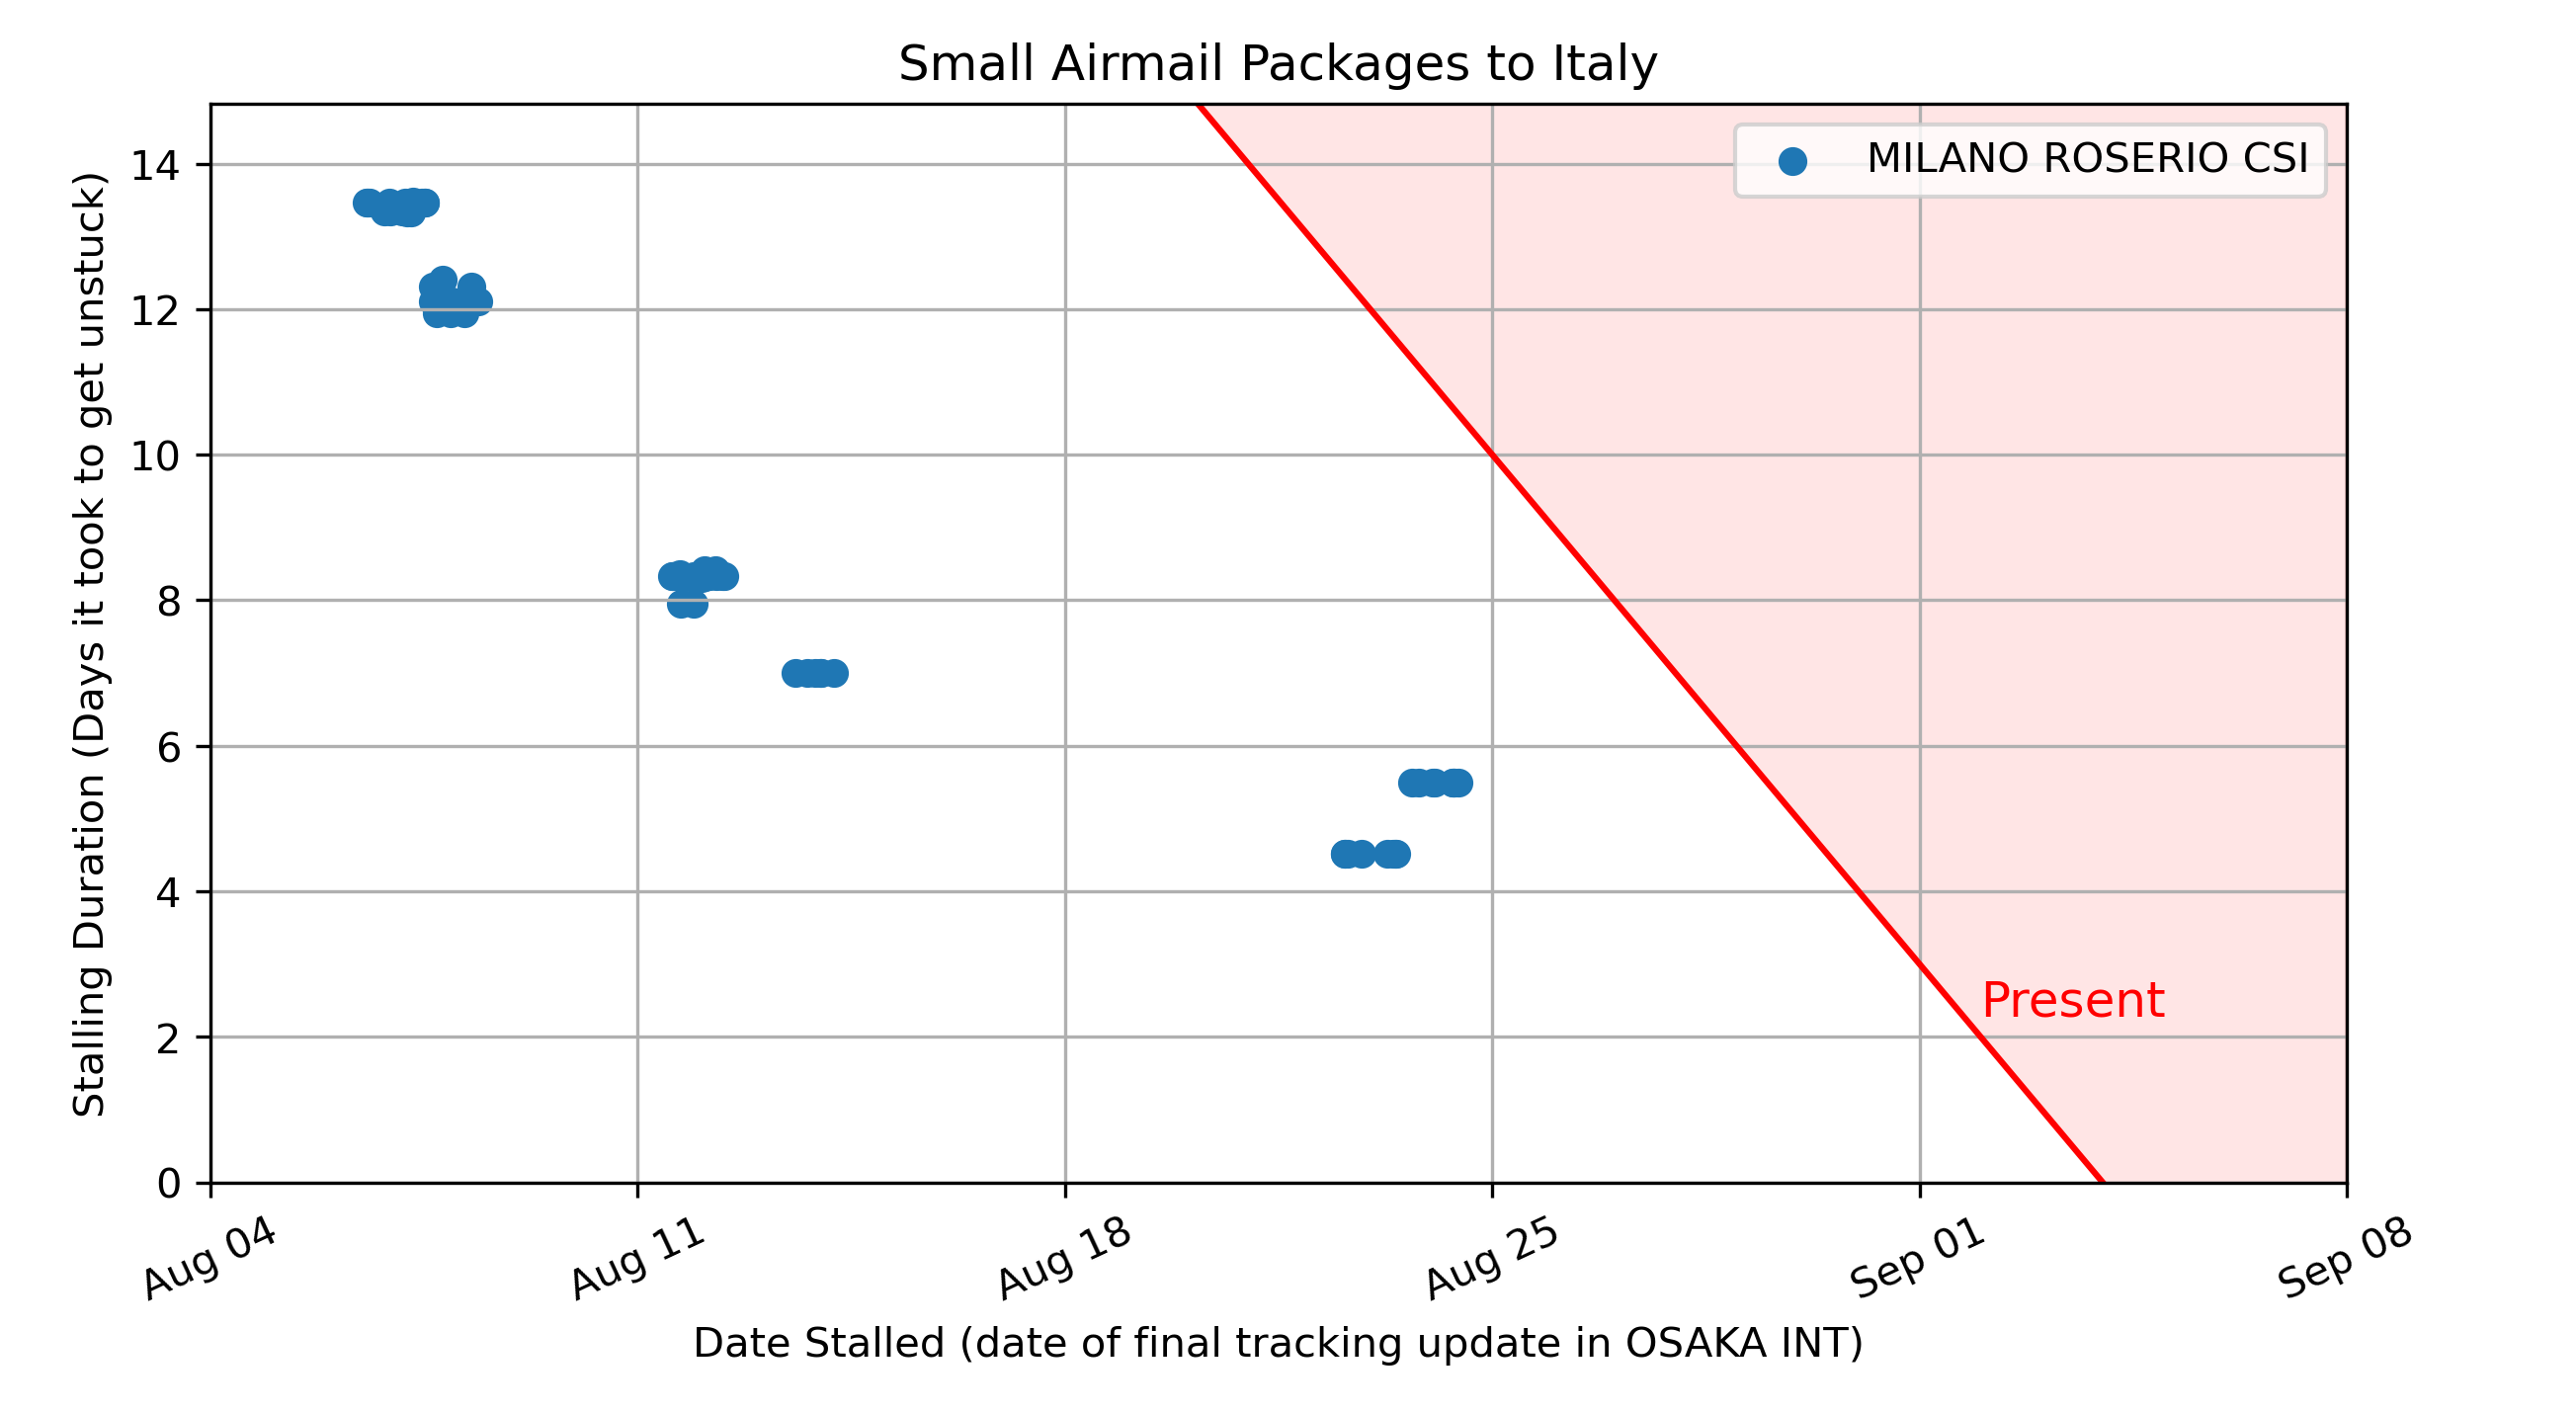 Small Airmail Packages to Italy
MILANO ROSERIO CSI
Stalling Duration (Days it took to get unstuck)
14
12
10
8
6
4
2
0
Present
Aug 04
Aug 11
Aug 18
Aug 25
Sep 01
Sep 08
Date Stalled (date of final tracking update in OSAKA INT)